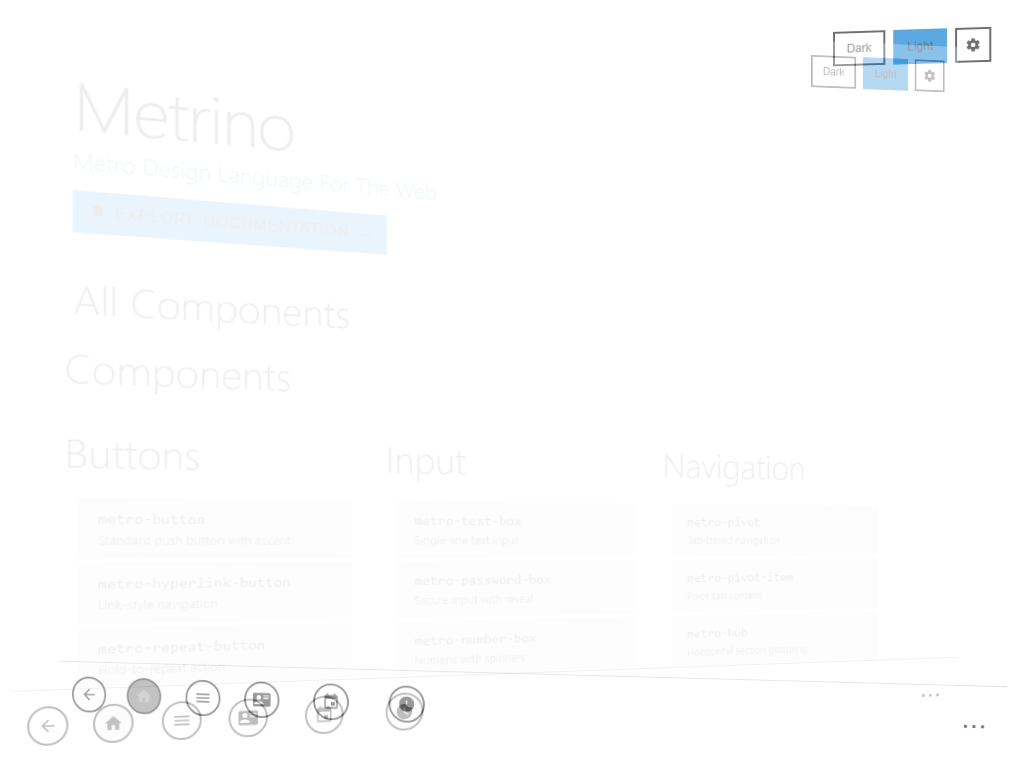 Dark Light
Dark Light
Metrino
Metro Design Language For The Web
EXPLORE DOCUMENTATION
All Components
Components
Buttons Input Navigation
metro-button metro-text-box metro-pivot
Standard push button with accent Single-line text input Tab-based navigation
metro-hyperlink-button metro-password-box metro-pivot-item
Link-style navigation Secure input with reveal Pivot tab content
metro-repeat-button metro-number-box metro-hub
Hold-to-repeat action Numeric with spinners Horizontal section grouping